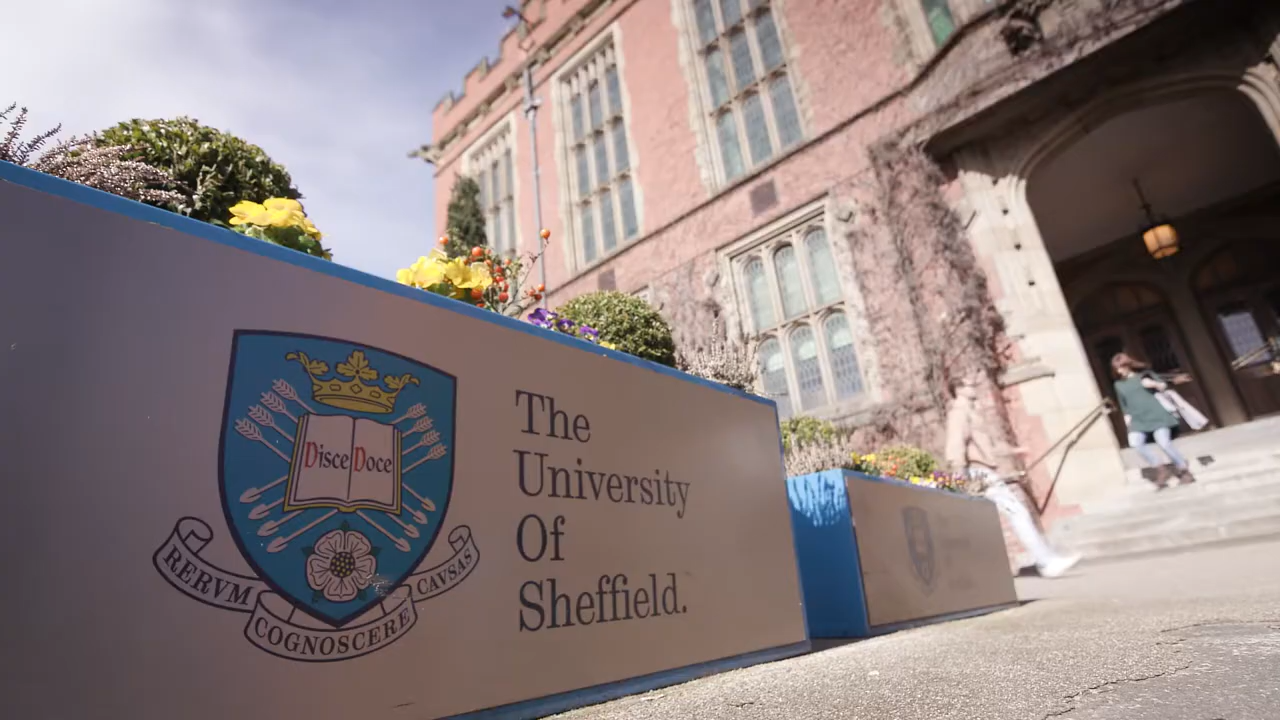 Disce Doce
RERVM
COGNOSCERE
CAVSAS
The
University
Of
Sheffield.